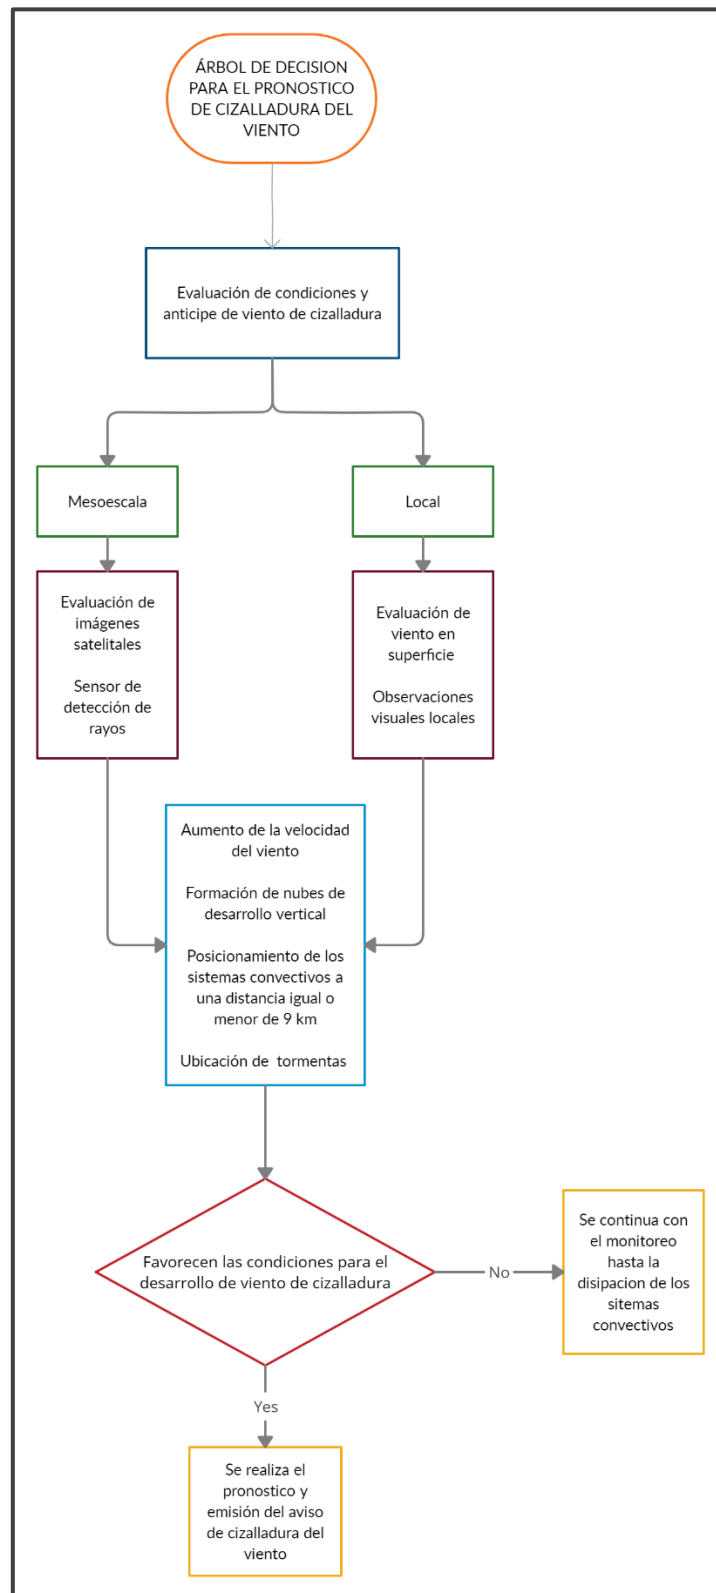 ÁRBOL DE DECISION
PARA EL PRONOSTICO
DE CIZALLADURA DEL
VIENTO
Evaluación de condiciones y
anticipe de viento de cizalladura
Mesoescala
Local
Evaluación de
imágenes
satelitales
Sensor de
detección de
rayos
Evaluación de
viento en
superficie
Observaciones
visuales locales
Aumento de la velocidad
del viento
Formación de nubes de
desarrollo vertical
Posicionamiento de los
sistemas convectivos a
una distancia igual o
menor de 9 km
Ubicación de tormentas
Favorecen las condiciones para el
desarrollo de viento de cizalladura
No
Se continua con
el monitoreo hasta
la disipacion de los
sitemas
convectivos
Yes
Se realiza el
pronostico y
emisión del aviso
de cizalladura del
viento